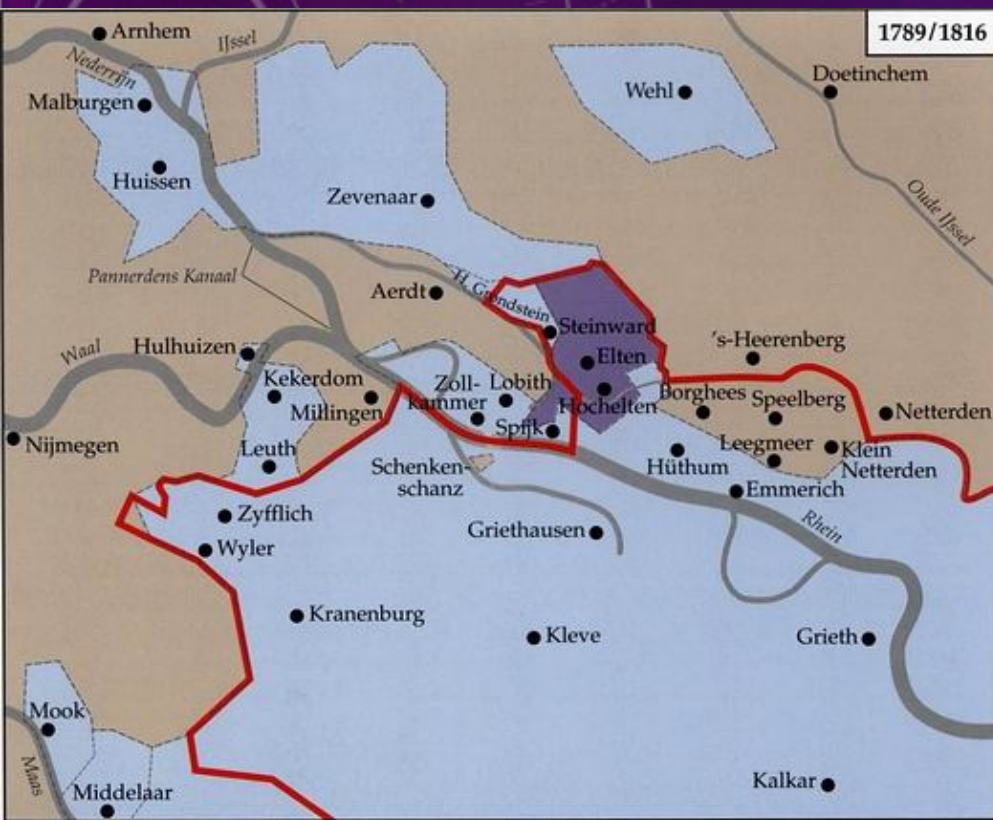 1789/1816
Arnhem
IJssel
Nederrijn
Doetinchem
Malburgen
Wehl
Huissen
Zevenaar
Oude IJssel
Pannerdens Kanaal
H. Grondstein
Aerdt
Steinward
's-Heerenberg
Waal
Hulhuizen
Elten
Kekerdom
Zoll-
kammer
Lobith
Hochelten
Borghees
Speelberg
Millingen
Netterden
Spijk
Nijmegen
Leuth
Leegmeer
Klein
Netterden
Schenken-
schanz
Hüthum
Emmerich
Zyfflich
Griethausen
Rhein
Wyler
Kranenburg
Kleve
Grieth
Mook
Maas
Middelaar
Kalkar